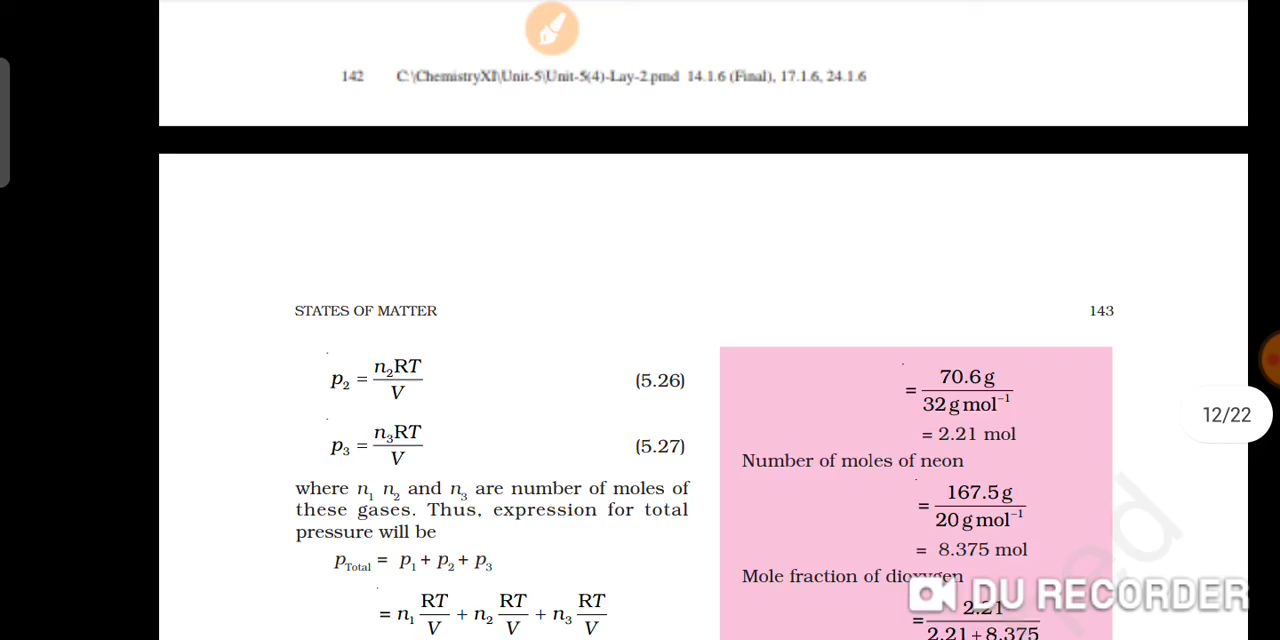 142 C:\ChemistryXI\Unit-5\Unit-5(4)-Lay-2.pmd 14.1.6 (Final), 17.1.6, 24.1.6
STATES OF MATTER 143
p₂ = n₂RT / V (5.26)
p₃ = n₃RT / V (5.27)
where n₁ n₂ and n₃ are number of moles of
these gases. Thus, expression for total
pressure will be
p_Total = p₁ + p₂ + p₃
= n₁ RT/V + n₂ RT/V + n₃ RT/V
= 70.6 g / 32 g mol⁻¹
= 2.21 mol
Number of moles of neon
= 167.5 g / 20 g mol⁻¹
= 8.375 mol
Mole fraction of dioxygen
= 2.21 / 2.21 + 8.375
12/22
DU RECORDER